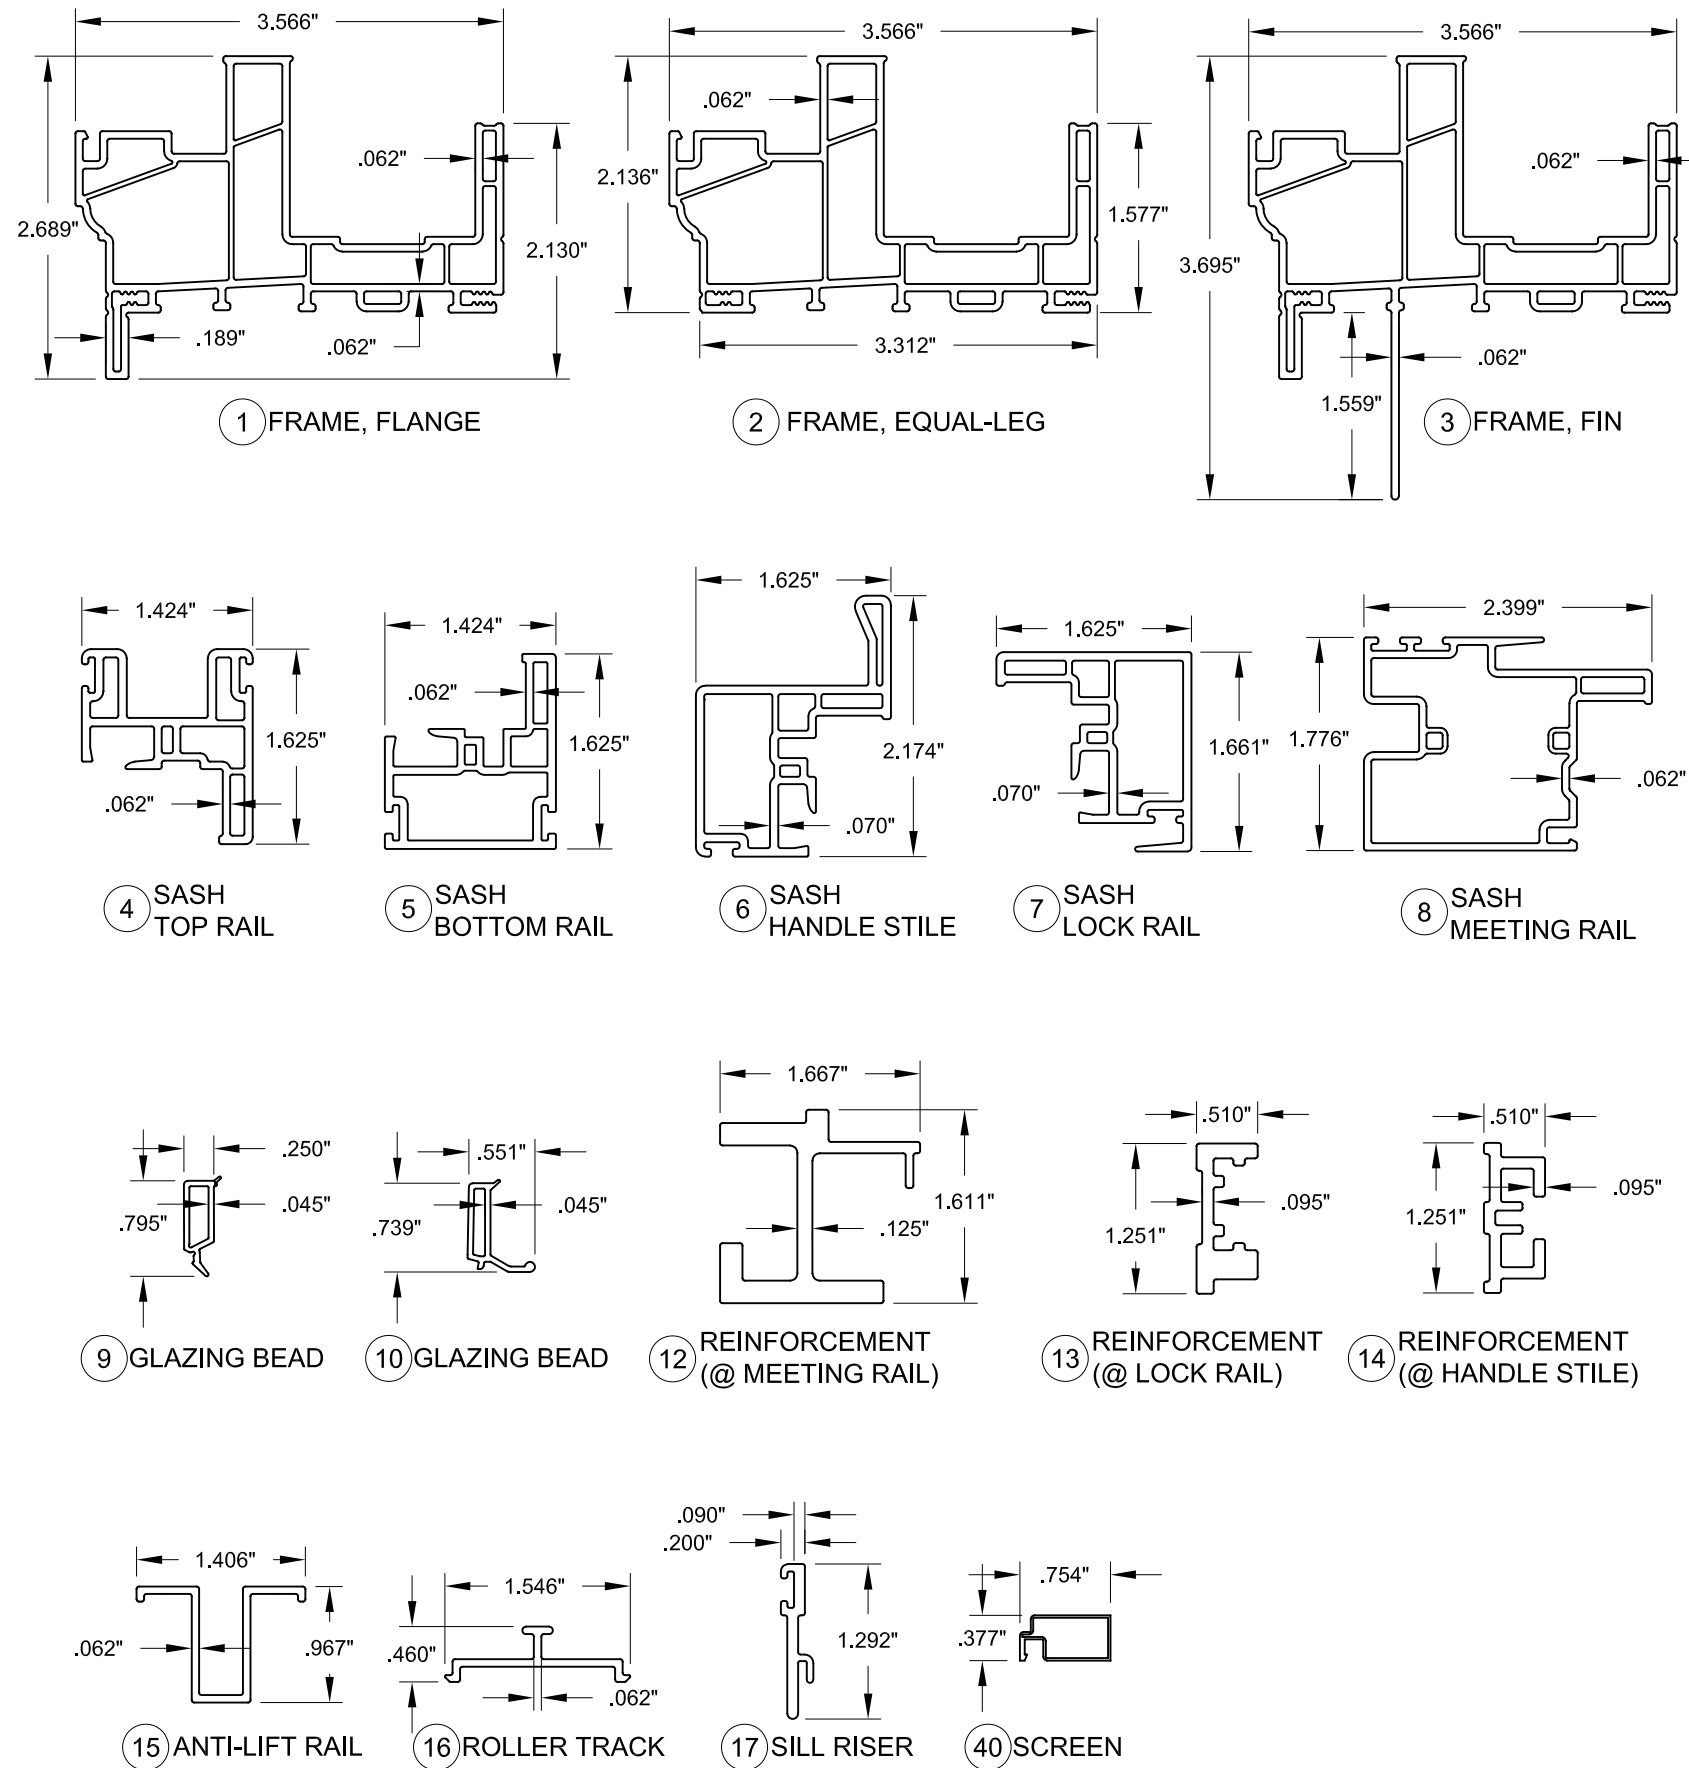 3.566"
.062"
2.689"
2.130"
.189"
.062"
1 FRAME, FLANGE
3.566"
.062"
2.136"
1.577"
3.312"
2 FRAME, EQUAL-LEG
3.566"
.062"
3.695"
.062"
1.559"
3 FRAME, FIN
1.424"
1.625"
.062"
4 SASH
TOP RAIL
1.424"
.062"
1.625"
5 SASH
BOTTOM RAIL
1.625"
2.174"
.070"
6 SASH
HANDLE STILE
1.625"
1.661"
.070"
7 SASH
LOCK RAIL
2.399"
1.776"
.062"
8 SASH
MEETING RAIL
.250"
.045"
.795"
9 GLAZING BEAD
.551"
.045"
.739"
10 GLAZING BEAD
1.667"
1.611"
.125"
12 REINFORCEMENT
(@ MEETING RAIL)
.510"
.095"
1.251"
13 REINFORCEMENT
(@ LOCK RAIL)
.510"
.095"
1.251"
14 REINFORCEMENT
(@ HANDLE STILE)
1.406"
.062"
.967"
15 ANTI-LIFT RAIL
1.546"
.460"
.062"
16 ROLLER TRACK
.090"
.200"
1.292"
17 SILL RISER
.754"
.377"
40 SCREEN